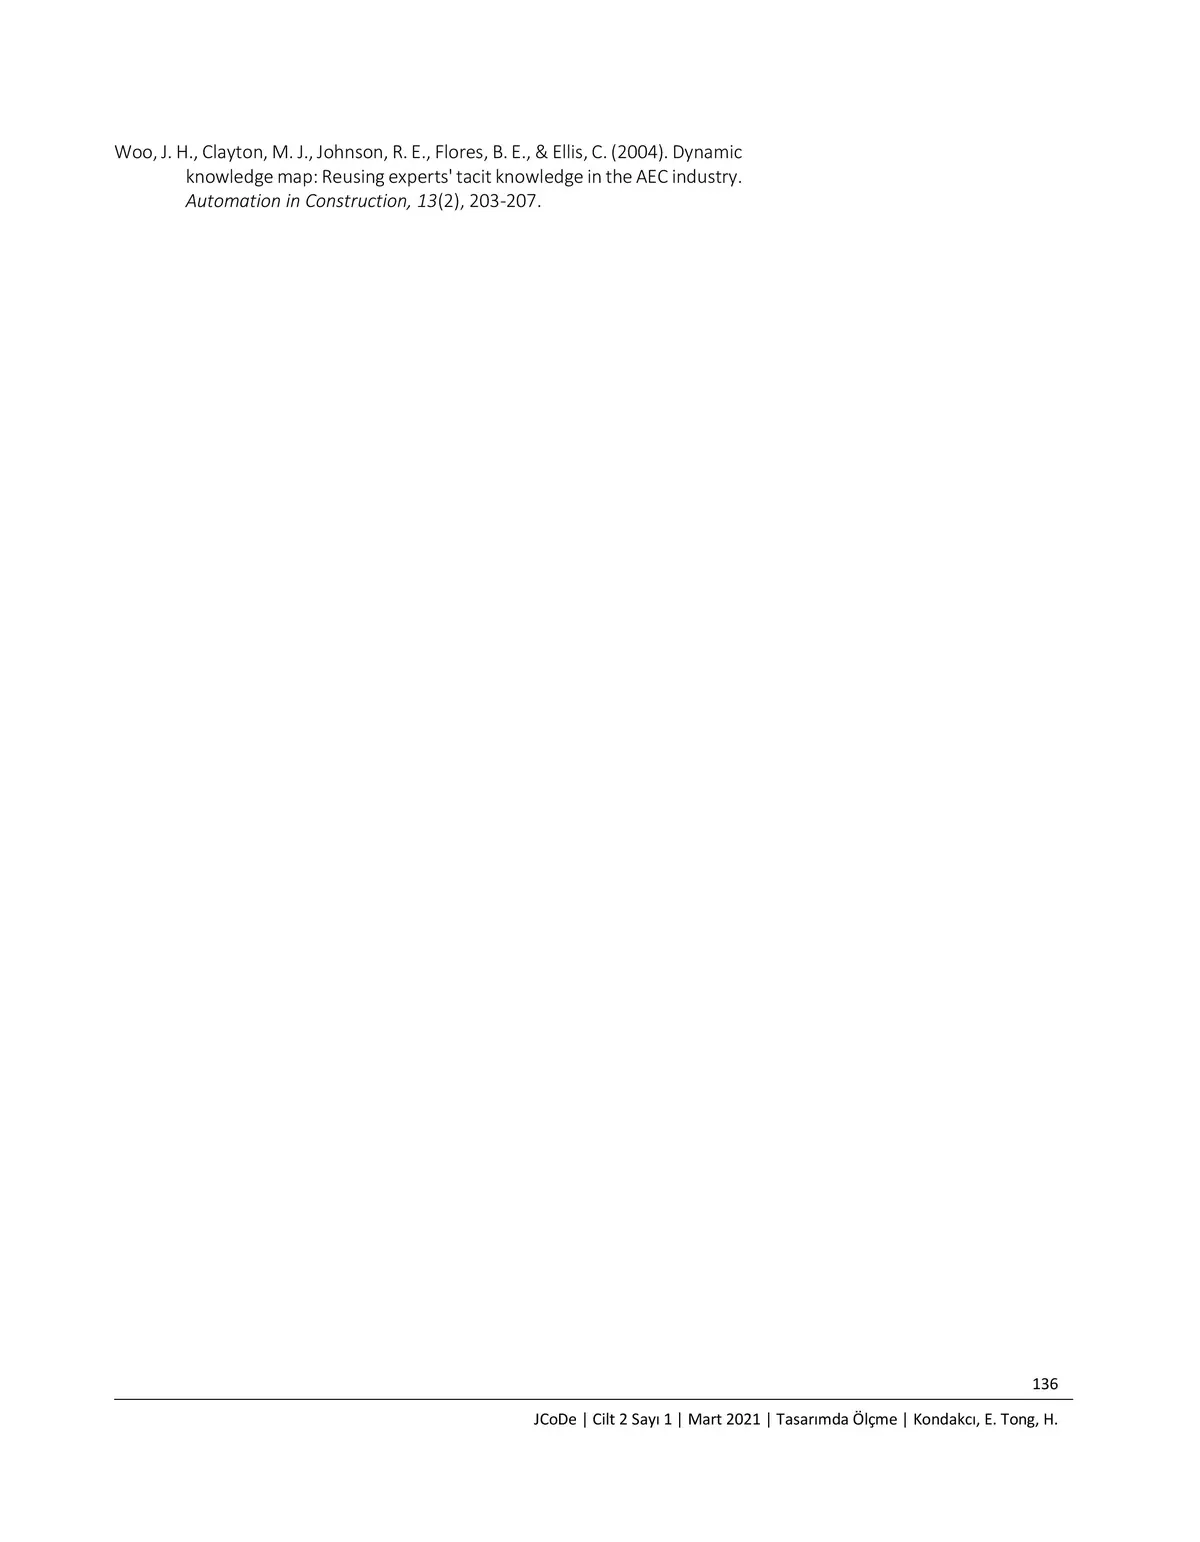 Woo, J. H., Clayton, M. J., Johnson, R. E., Flores, B. E., & Ellis, C. (2004). Dynamic
knowledge map: Reusing experts' tacit knowledge in the AEC industry.
Automation in Construction, 13(2), 203-207.
136
JCoDe | Cilt 2 Sayı 1 | Mart 2021 | Tasarımda Ölçme | Kondakcı, E. Tong, H.